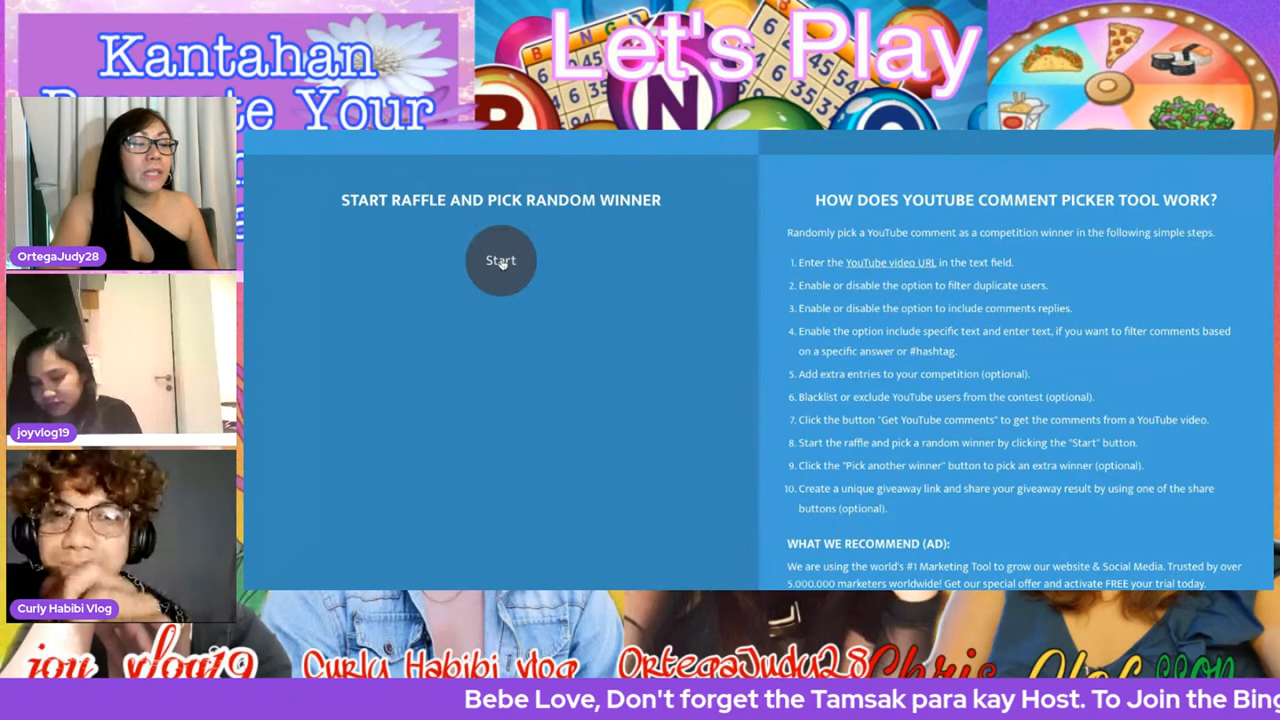 Kantahan
Let's Play
OrtegaJudy28
joyvlog19
Curly Habibi Vlog
START RAFFLE AND PICK RANDOM WINNER
Start
HOW DOES YOUTUBE COMMENT PICKER TOOL WORK?
Randomly pick a YouTube comment as a competition winner in the following simple steps.
1. Enter the YouTube video URL in the text field.
2. Enable or disable the option to filter duplicate users.
3. Enable or disable the option to include comments replies.
4. Enable the option include specific text and enter text, if you want to filter comments based
on a specific answer or #hashtag.
5. Add extra entries to your competition (optional).
6. Blacklist or exclude YouTube users from the contest (optional).
7. Click the button "Get YouTube comments" to get the comments from a YouTube video.
8. Start the raffle and pick a random winner by clicking the "Start" button.
9. Click the "Pick another winner" button to pick an extra winner (optional).
10. Create a unique giveaway link and share your giveaway result by using one of the share
buttons (optional).
WHAT WE RECOMMEND (AD):
We are using the world's #1 Marketing Tool to grow our website & Social Media. Trusted by over
5.000.000 marketers worldwide! Get our special offer and activate FREE your trial today.
joy vlog19
Curly Habibi vlog
OrtegaJudy28
Chris
Bebe Love, Don't forget the Tamsak para kay Host. To Join the Bing